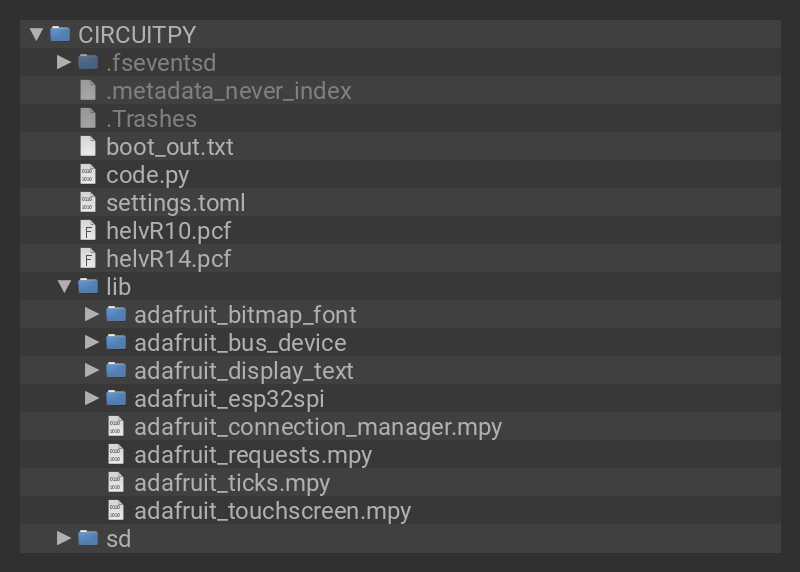 CIRCUITPY
.fseventsd
.metadata_never_index
.Trashes
boot_out.txt
code.py
settings.toml
helvR10.pcf
helvR14.pcf
lib
adafruit_bitmap_font
adafruit_bus_device
adafruit_display_text
adafruit_esp32spi
adafruit_connection_manager.mpy
adafruit_requests.mpy
adafruit_ticks.mpy
adafruit_touchscreen.mpy
sd